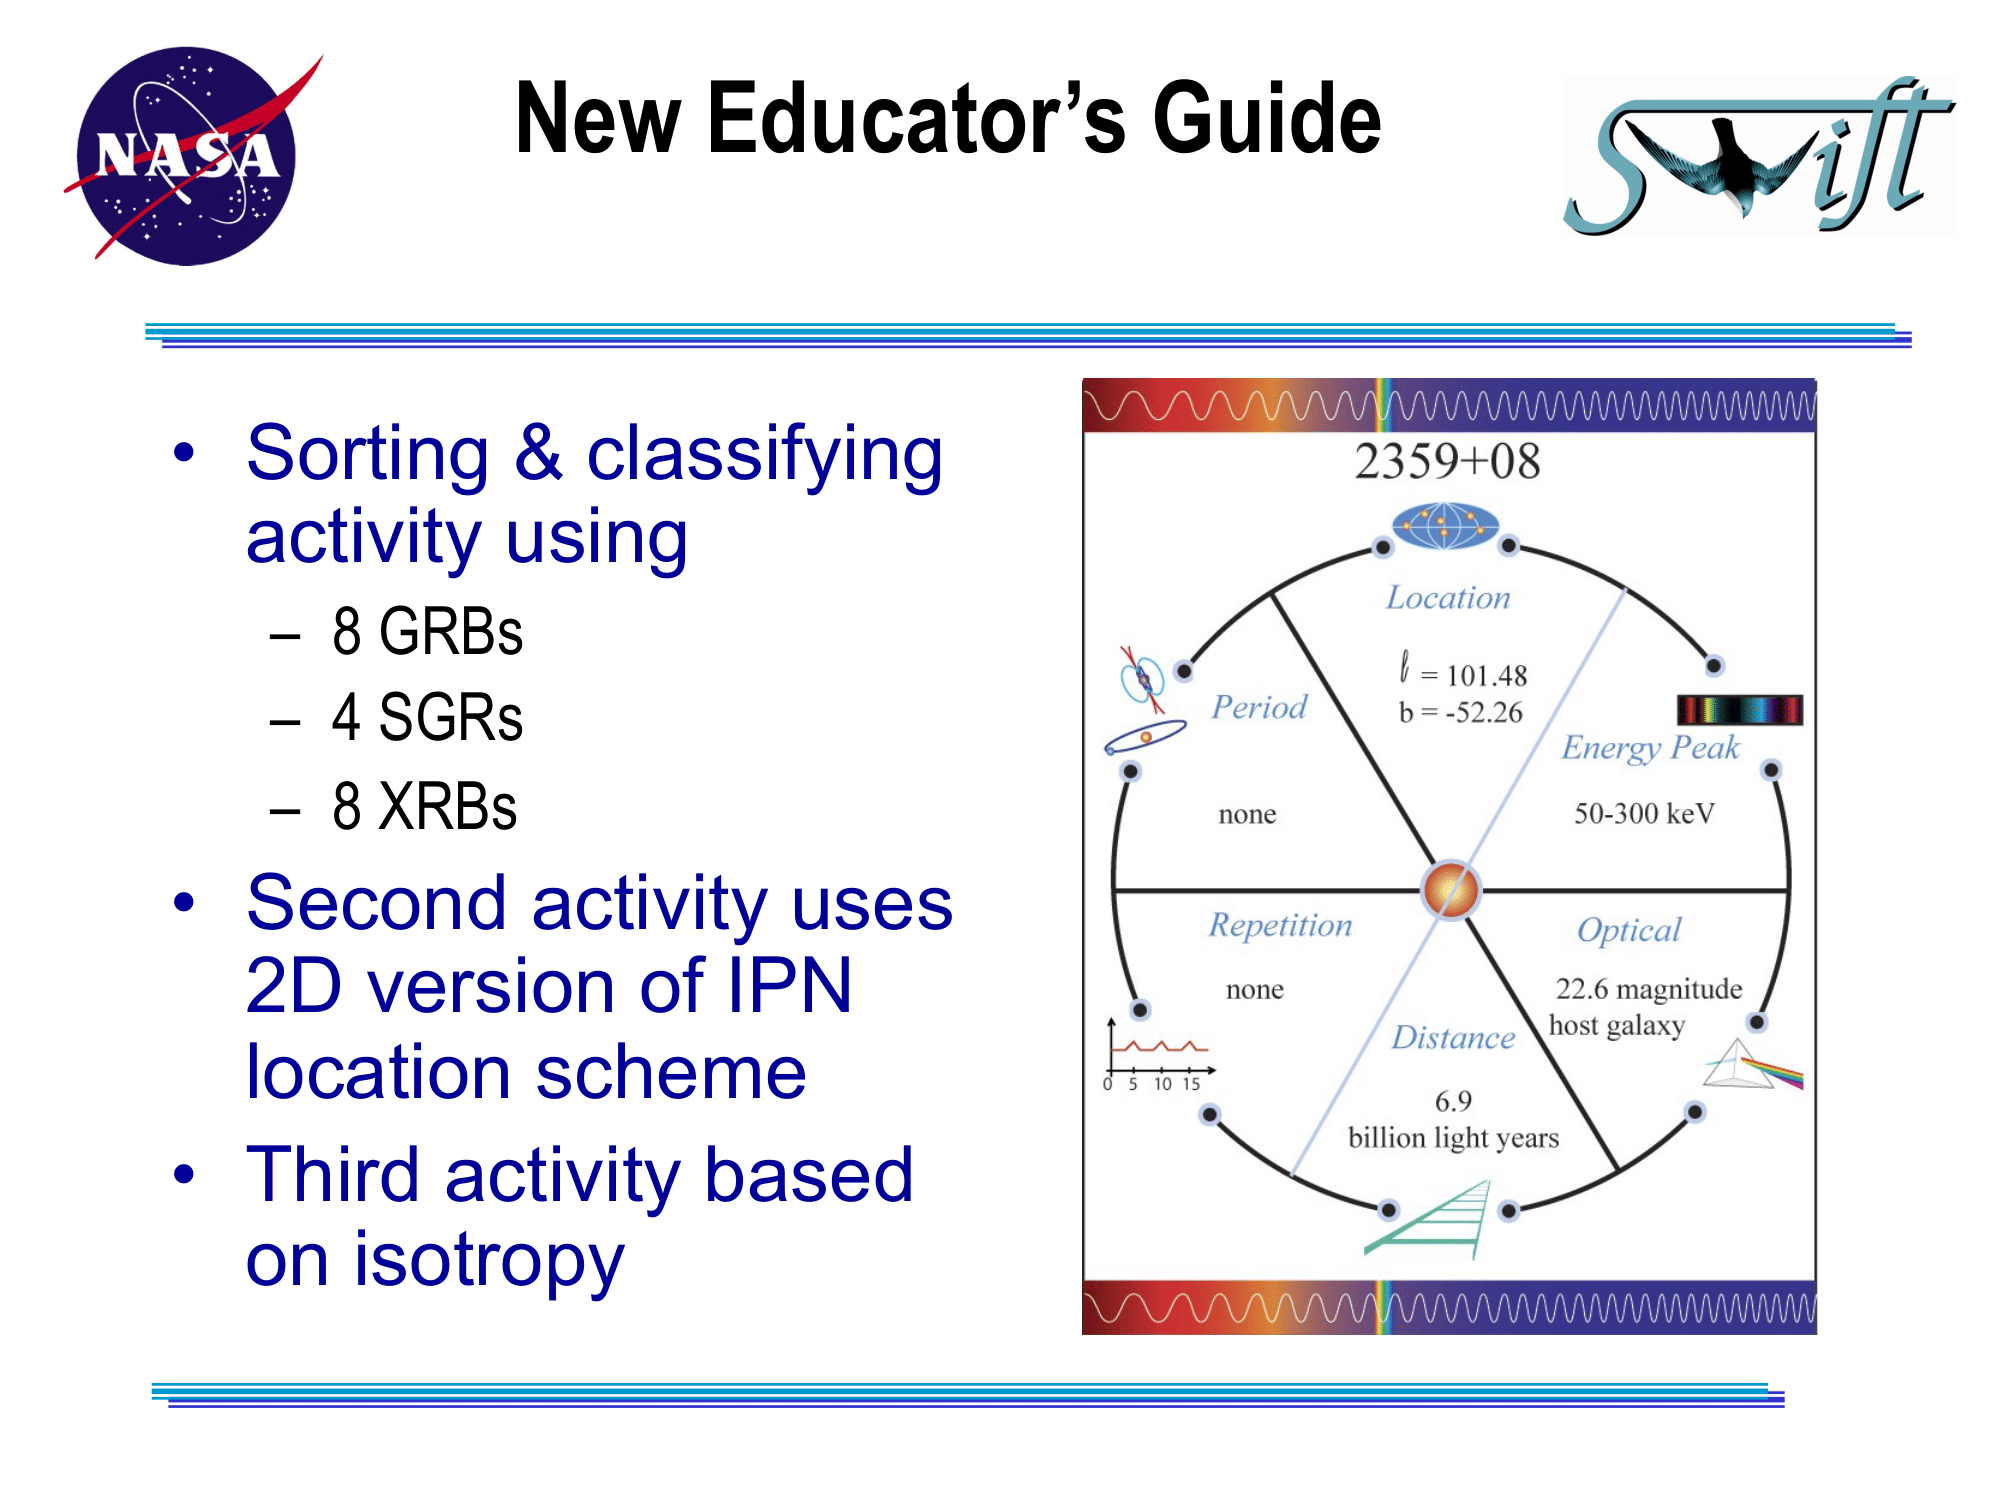 NASA
New Educator’s Guide
Swift
• Sorting & classifying
activity using
– 8 GRBs
– 4 SGRs
– 8 XRBs
• Second activity uses
2D version of IPN
location scheme
• Third activity based
on isotropy
2359+08
Location
ℓ = 101.48
b = -52.26
Period
none
Energy Peak
50-300 keV
Repetition
none
0 5 10 15
Optical
22.6 magnitude
host galaxy
Distance
6.9
billion light years